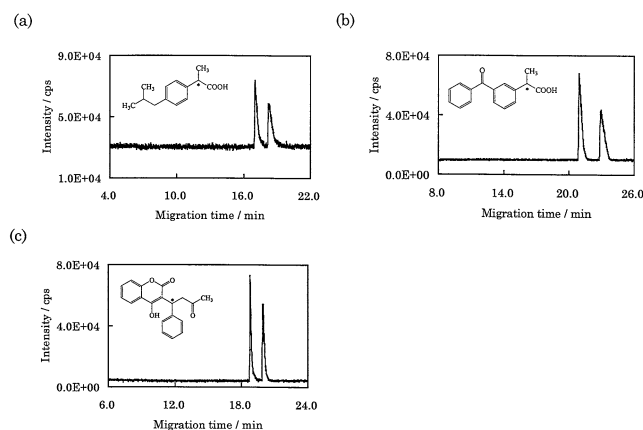 (a)
9.0E+04
5.0E+04
1.0E+04
Intensity / cps
CH₃
CH₃
H₃C
*
COOH
4.0 10.0 16.0 22.0
Migration time / min
(b)
8.0E+04
4.0E+04
0.0E+00
Intensity / cps
O
CH₃
*
COOH
8.0 14.0 20.0 26.0
Migration time / min
(c)
8.0E+04
4.0E+04
0.0E+00
Intensity / cps
O
O
*
CH₃
OH
O
6.0 12.0 18.0 24.0
Migration time / min